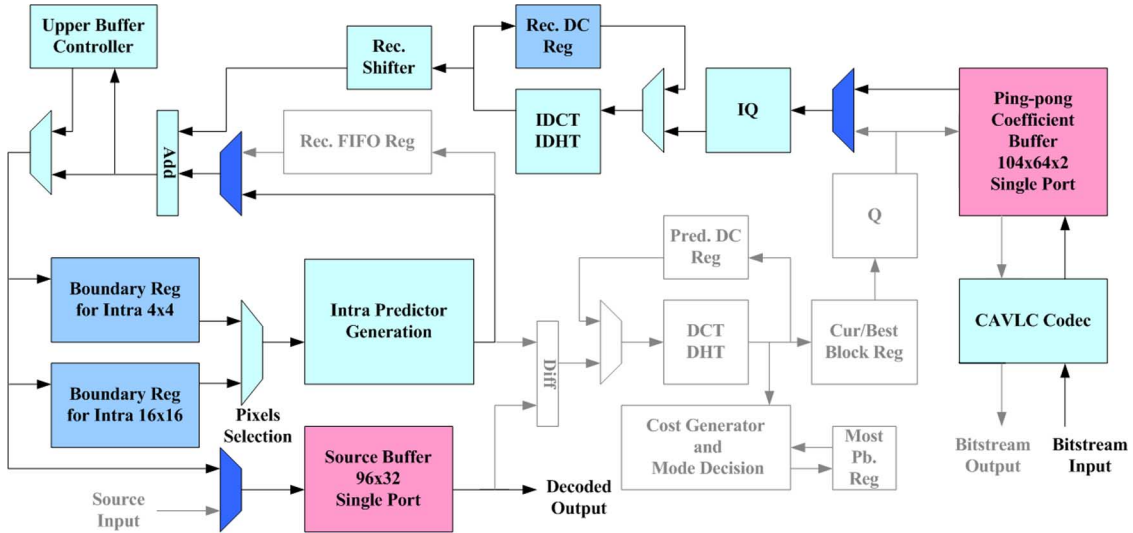 Upper Buffer
Controller
Rec.
Shifter
Rec. DC
Reg
IDCT
IDHT
IQ
Ping-pong
Coefficient
Buffer
104x64x2
Single Port
Add
Rec. FIFO Reg
Q
Pred. DC
Reg
Boundary Reg
for Intra 4x4
Intra Predictor
Generation
Diff
DCT
DHT
Cur/Best
Block Reg
CAVLC Codec
Boundary Reg
for Intra 16x16
Pixels
Selection
Cost Generator
and
Mode Decision
Most
Pb.
Reg
Bitstream
Output
Bitstream
Input
Source
Input
Source Buffer
96x32
Single Port
Decoded
Output